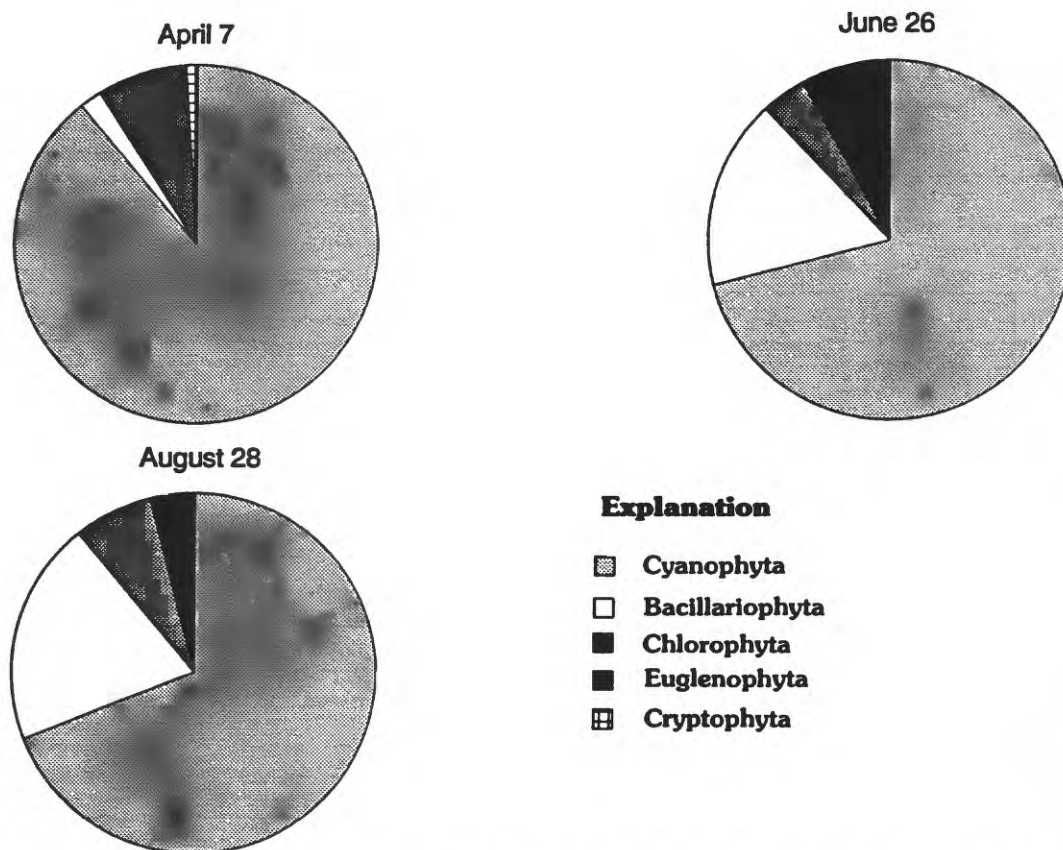 April 7
June 26
August 28
Explanation
Cyanophyta
Bacillariophyta
Chlorophyta
Euglenophyta
Cryptophyta